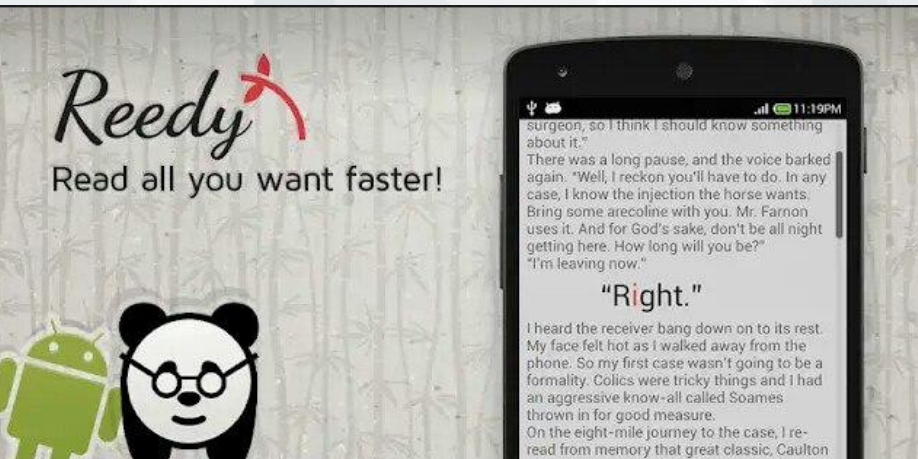 Reedy
Read all you want faster!
11:19PM
surgeon, so I think I should know something
about it."
There was a long pause, and the voice barked
again. "Well, I reckon you'll have to do. In any
case, I know the injection the horse wants.
Bring some arecoline with you. Mr. Farnon
uses it. And for God's sake, don't be all night
getting here. How long will you be?"
"I'm leaving now."
“Right.”
I heard the receiver bang down on to its rest.
My face felt hot as I walked away from the
phone. So my first case wasn't going to be a
formality. Colics were tricky things and I had
an aggressive know-all called Soames
thrown in for good measure.
On the eight-mile journey to the case, I re-
read from memory that great classic, Caulton